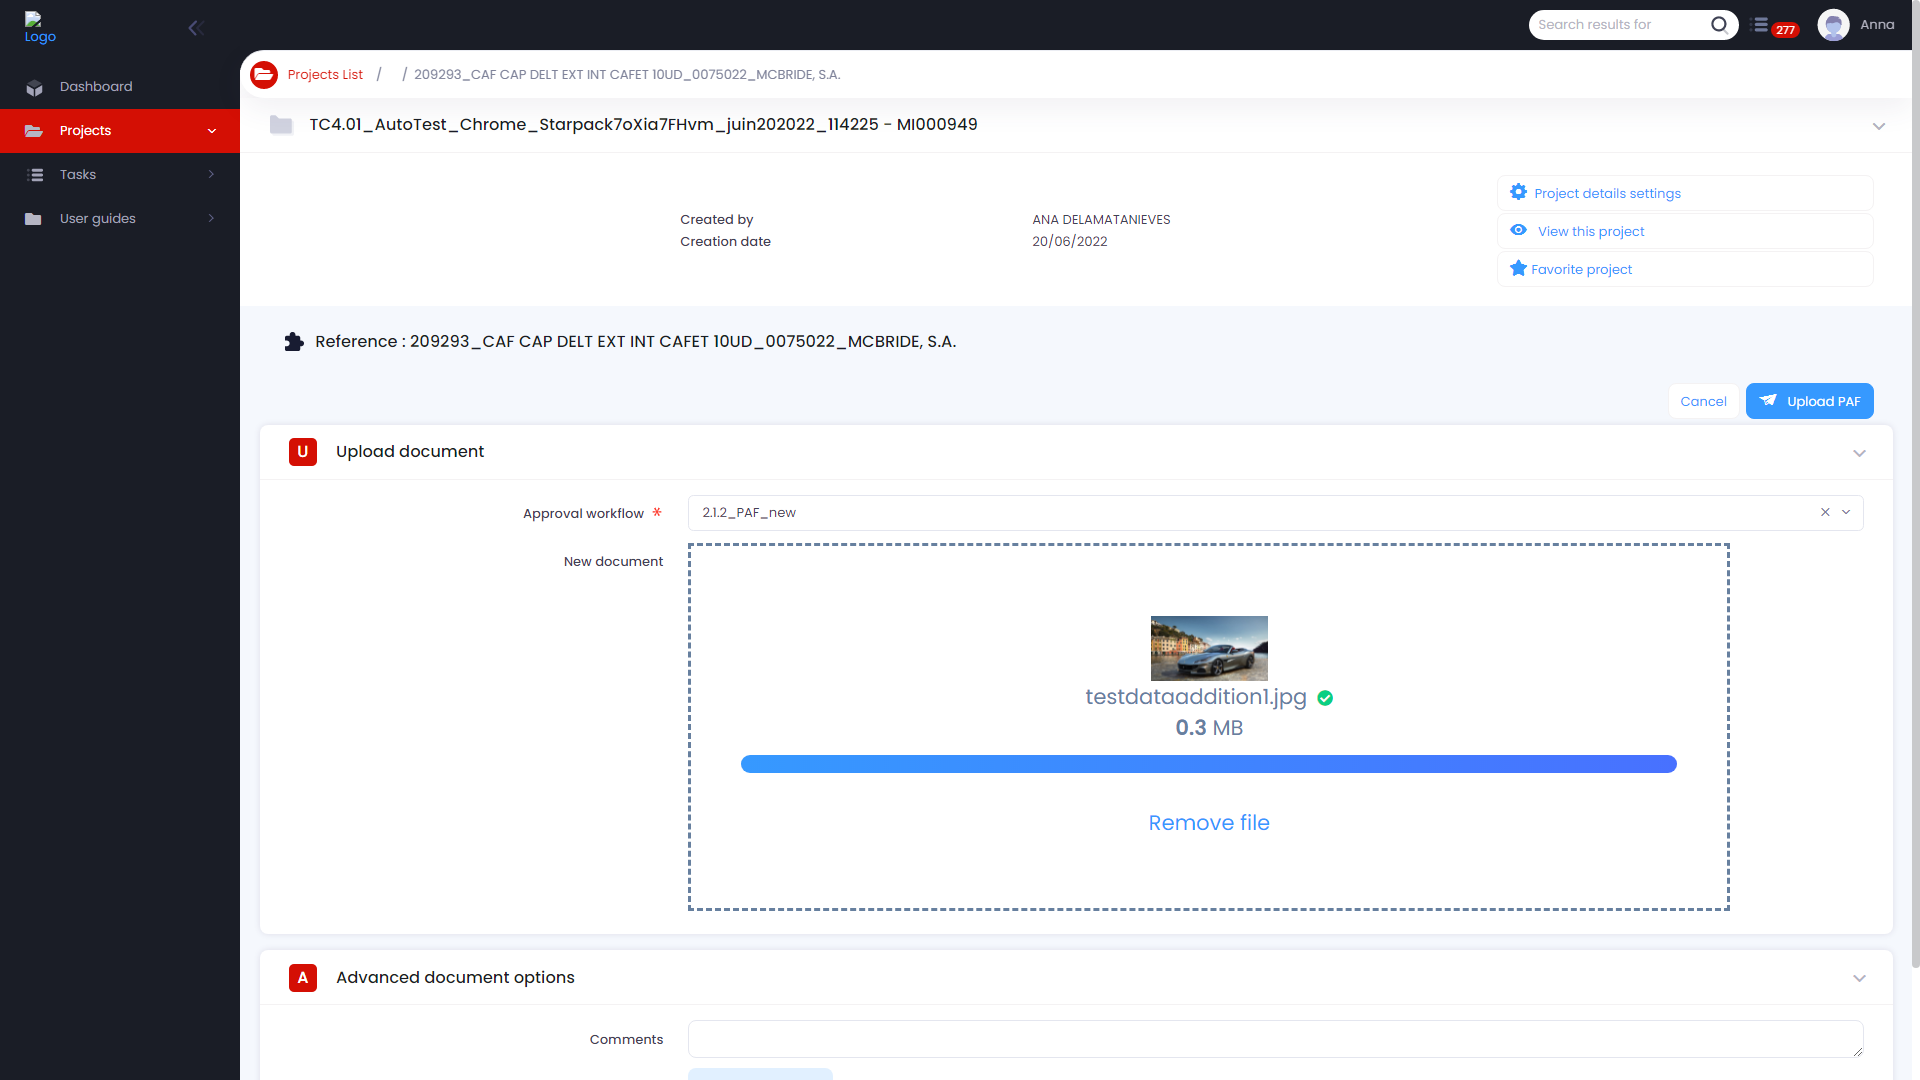 Logo
Search results for
277
Anna
Dashboard
Projects
Tasks
User guides
Projects List / / 209293_CAF CAP DELT EXT INT CAFET 10UD_0075022_MCBRIDE, S.A.
TC4.01_AutoTest_Chrome_Starpack7oXia7FHvm_juin202022_114225 - MI000949
Created by ANA DELAMATANIEVES
Creation date 20/06/2022
Project details settings
View this project
Favorite project
Reference : 209293_CAF CAP DELT EXT INT CAFET 10UD_0075022_MCBRIDE, S.A.
Cancel
Upload PAF
U Upload document
Approval workflow * 2.1.2_PAF_new
New document
testdataaddition1.jpg
0.3 MB
Remove file
A Advanced document options
Comments